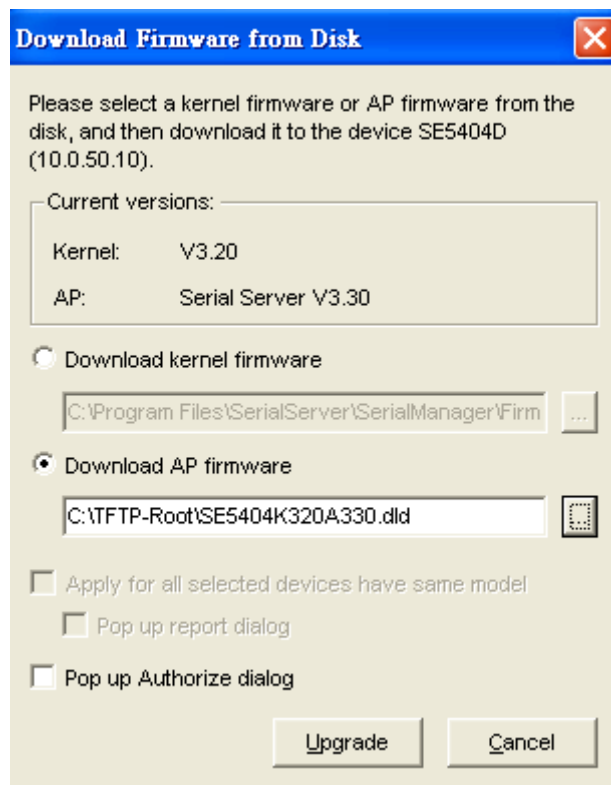 Download Firmware from Disk
Please select a kernel firmware or AP firmware from the
disk, and then download it to the device SE5404D
(10.0.50.10).
Current versions:
Kernel: V3.20
AP: Serial Server V3.30
Download kernel firmware
C:\Program Files\SerialServer\SerialManager\Firm ...
Download AP firmware
C:\TFTP-Root\SE5404K320A330.dld ...
Apply for all selected devices have same model
Pop up report dialog
Pop up Authorize dialog
Upgrade Cancel